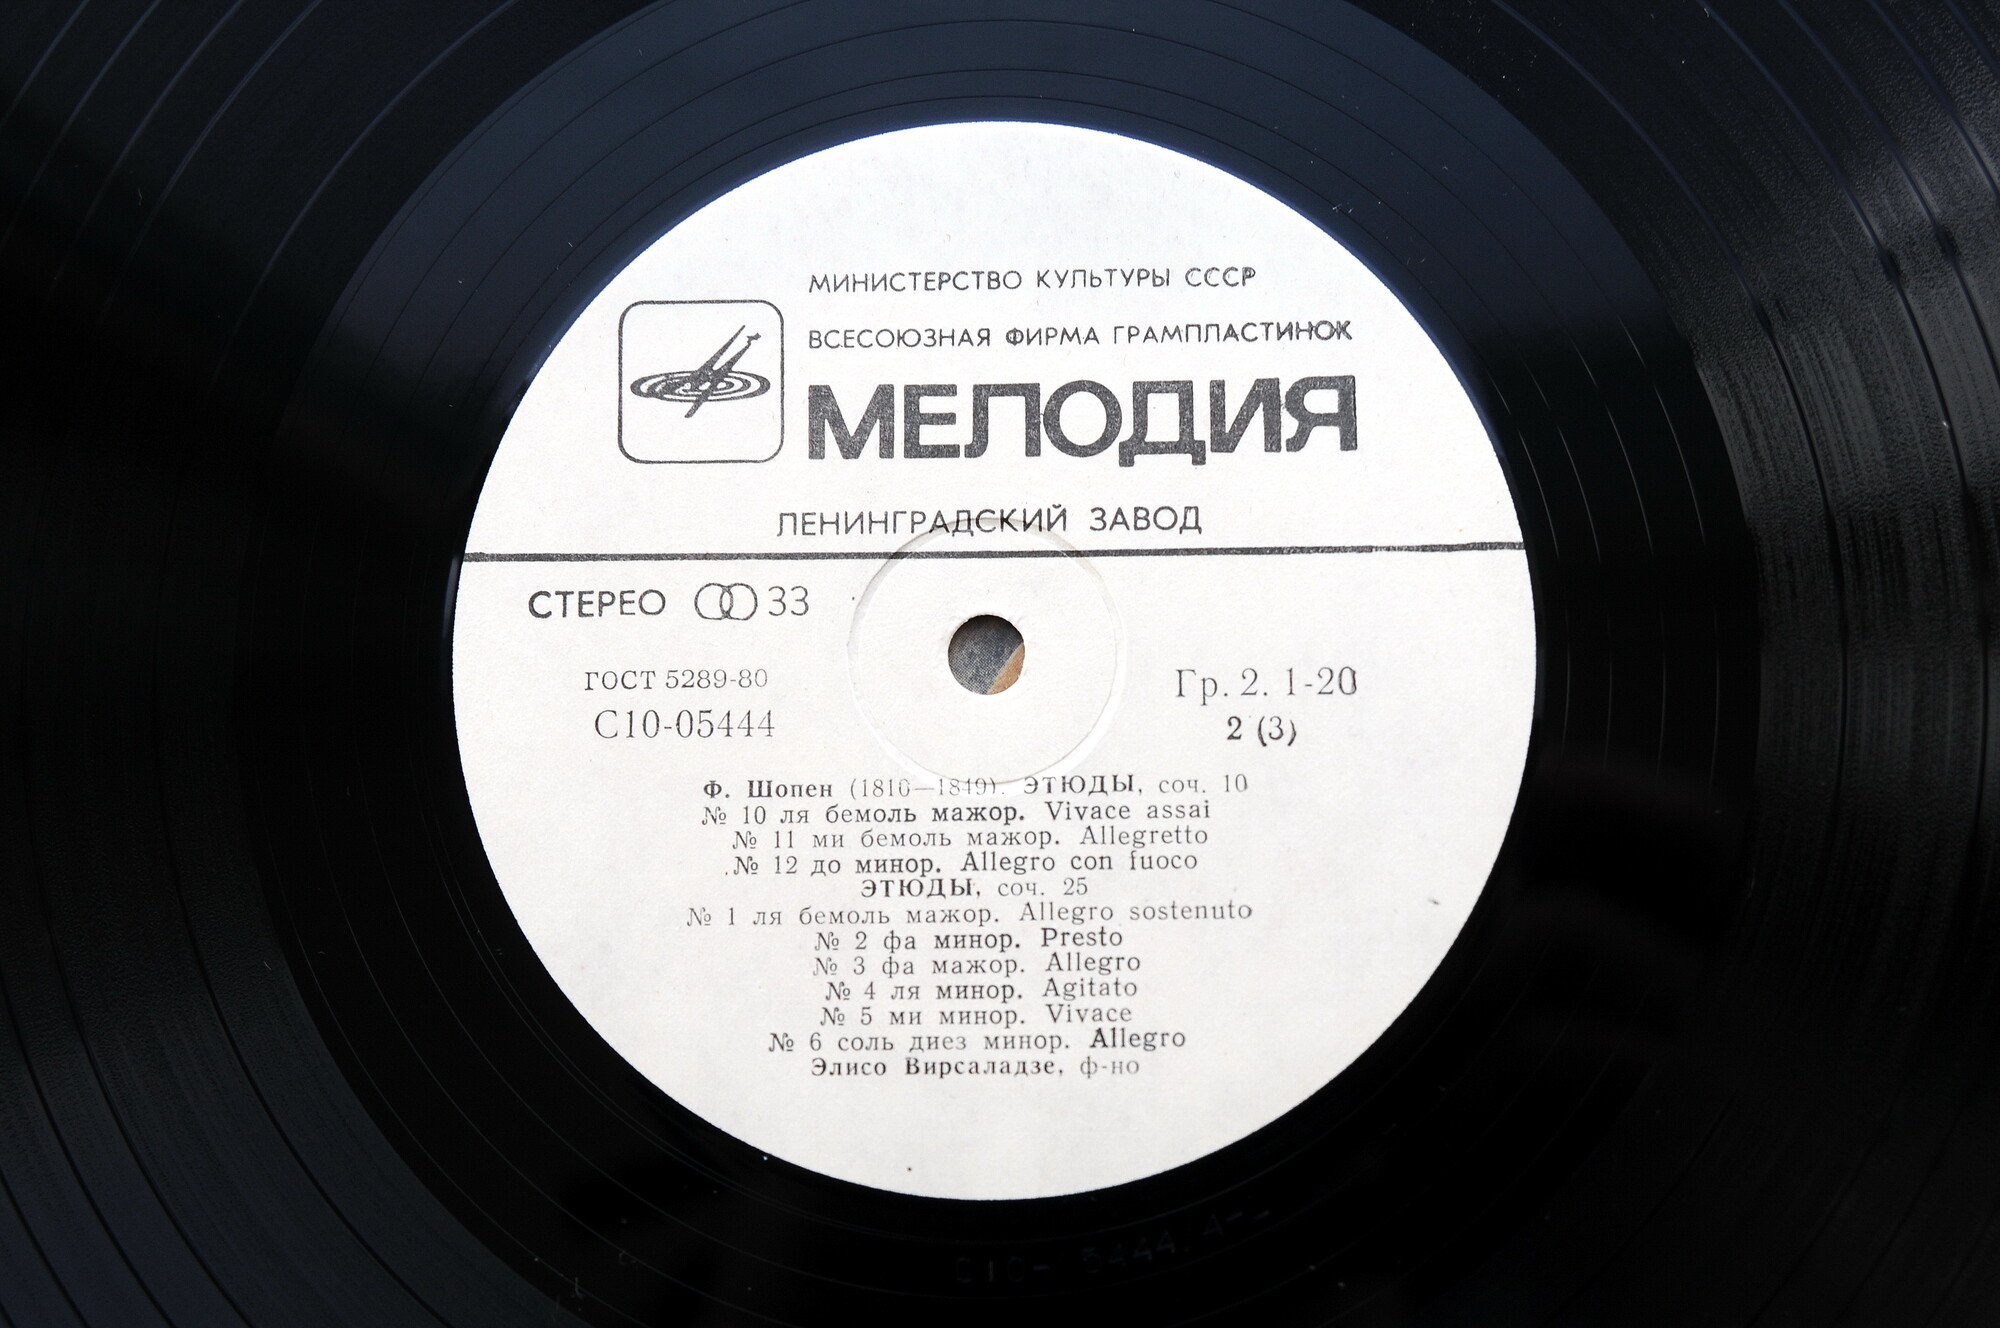 МИНИСТЕРСТВО КУЛЬТУРЫ СССР
ВСЕСОЮЗНАЯ ФИРМА ГРАМПЛАСТИНОК
МЕЛОДИЯ
ЛЕНИНГРАДСКИЙ ЗАВОД
СТЕРЕО 33
ГОСТ 5289-80
С10-05444
Гр. 2. 1-20
2 (3)
Ф. Шопен (1810—1849). ЭТЮДЫ, соч. 10
№ 10 ля бемоль мажор. Vivace assai
№ 11 ми бемоль мажор. Allegretto
№ 12 до минор. Allegro con fuoco
ЭТЮДЫ, соч. 25
№ 1 ля бемоль мажор. Allegro sostenuto
№ 2 фа минор. Presto
№ 3 фа мажор. Allegro
№ 4 ля минор. Agitato
№ 5 ми минор. Vivace
№ 6 соль диез минор. Allegro
Элисо Вирсаладзе, ф-но